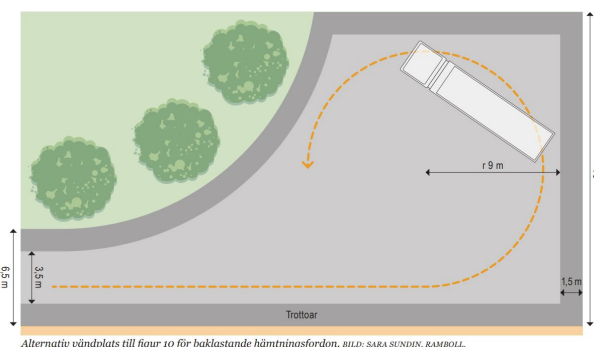 r 9 m
6,5 m
3,5 m
1,5 m
Trottoar
Alternativ vändplats till figur 10 för baklastande hämtningsfordon. BILD: SARA SUNDIN, RAMBOLL.